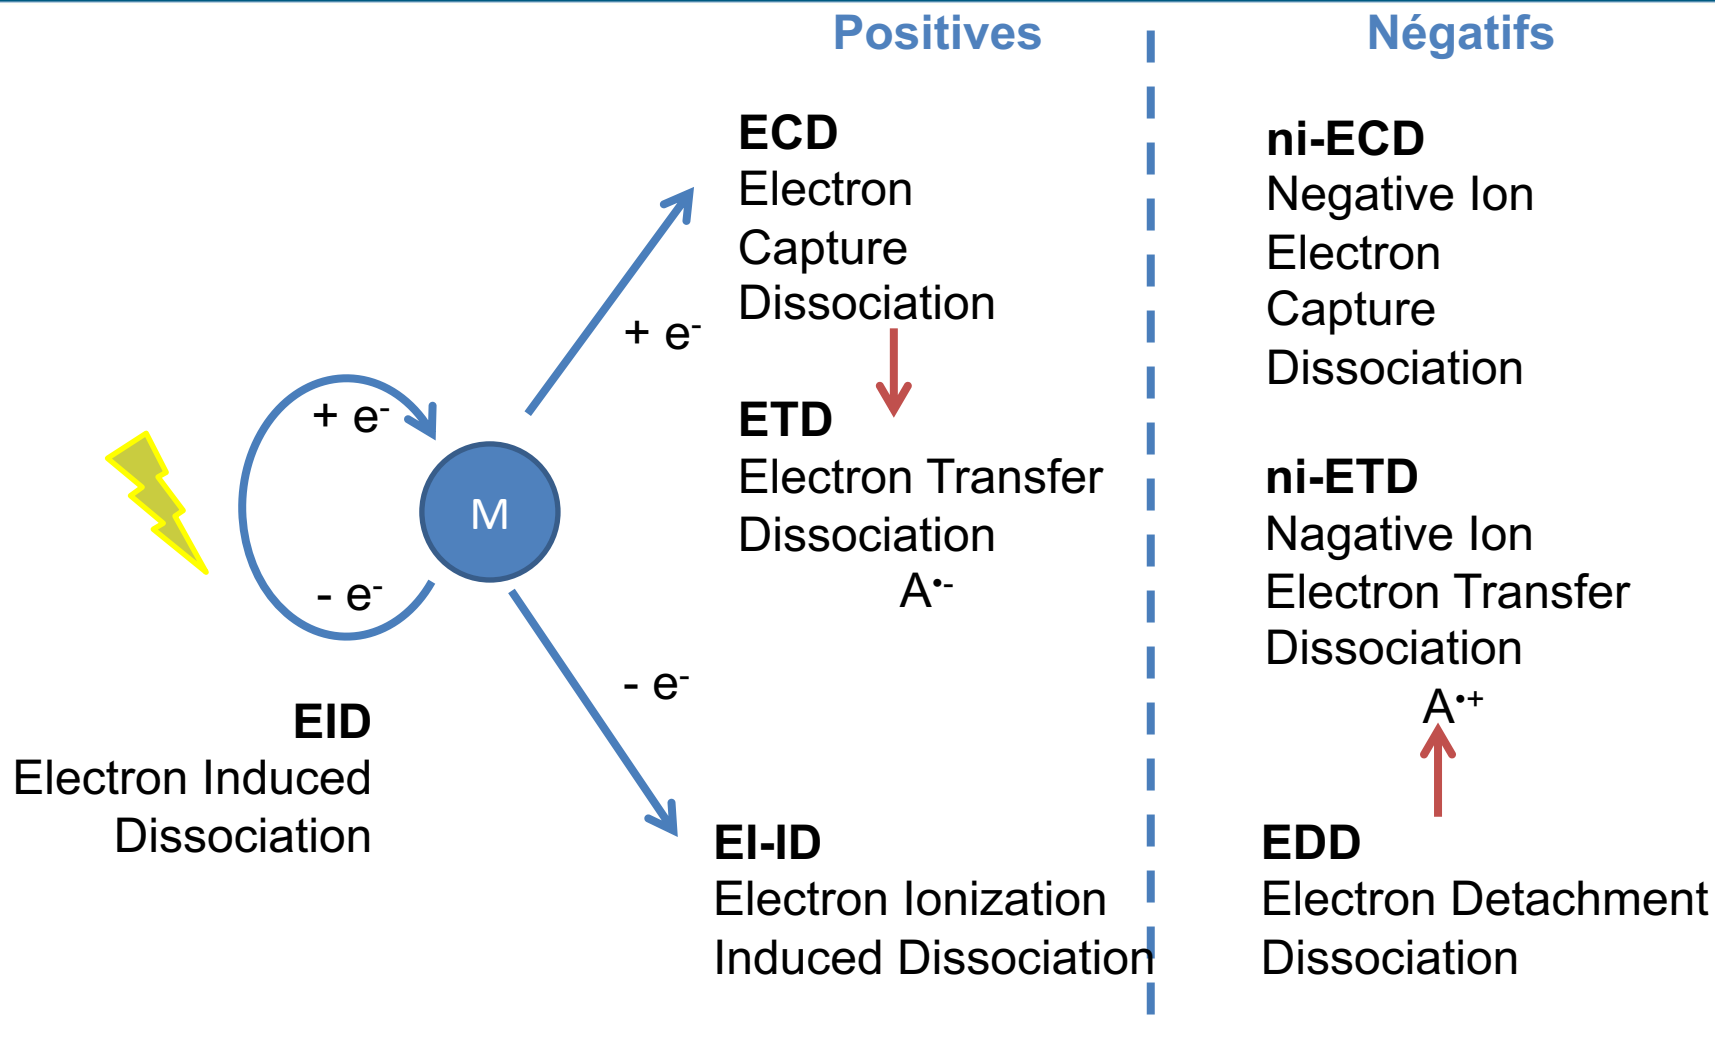 Positives
Négatifs
ECD
Electron
Capture
Dissociation
ni-ECD
Negative Ion
Electron
Capture
Dissociation
+ e-
+ e-
M
- e-
- e-
ETD
Electron Transfer
Dissociation
A•-
ni-ETD
Nagative Ion
Electron Transfer
Dissociation
A•+
EID
Electron Induced
Dissociation
EI-ID
Electron Ionization
Induced Dissociation
EDD
Electron Detachment
Dissociation